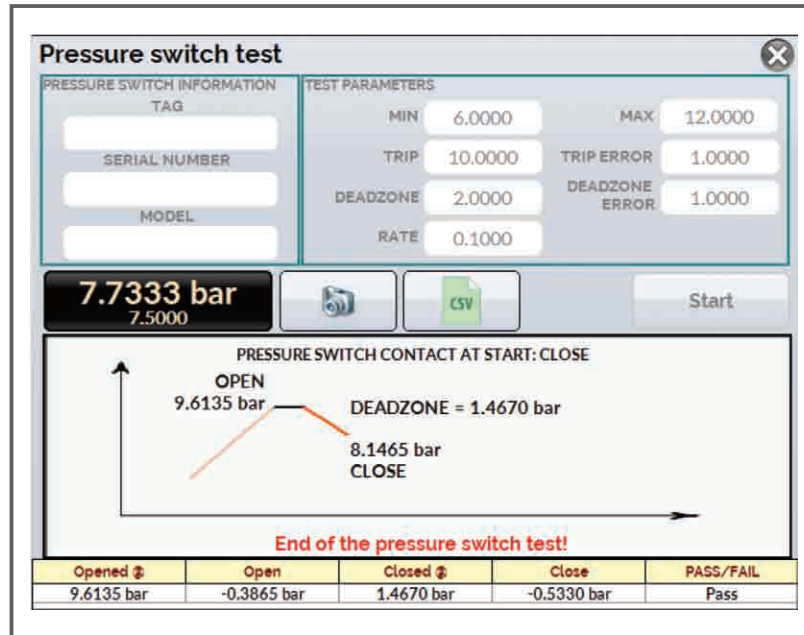 Pressure switch test
PRESSURE SWITCH INFORMATION
TAG
SERIAL NUMBER
MODEL
TEST PARAMETERS
MIN 6.0000 MAX 12.0000
TRIP 10.0000 TRIP ERROR 1.0000
DEADZONE 2.0000 DEADZONE ERROR 1.0000
RATE 0.1000
7.7333 bar
7.5000
CSV
Start
PRESSURE SWITCH CONTACT AT START: CLOSE
OPEN
9.6135 bar
DEADZONE = 1.4670 bar
8.1465 bar
CLOSE
End of the pressure switch test!
Opened Open Closed Close PASS/FAIL
9.6135 bar -0.3865 bar 1.4670 bar -0.5330 bar Pass